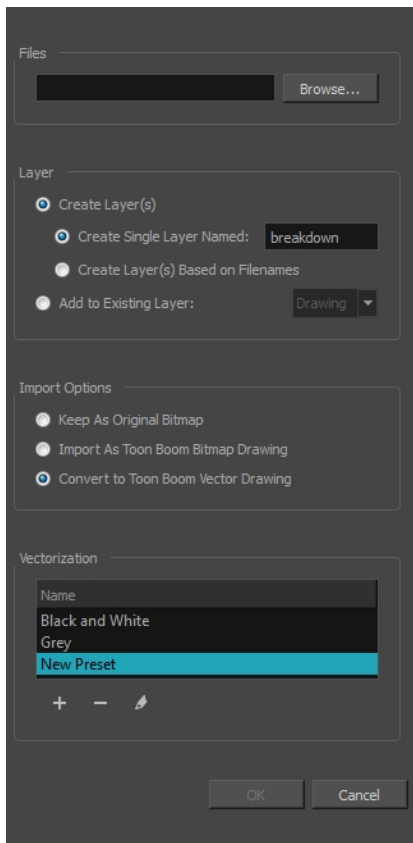 Files
Browse...
Layer
Create Layer(s)
Create Single Layer Named: breakdown
Create Layer(s) Based on Filenames
Add to Existing Layer: Drawing
Import Options
Keep As Original Bitmap
Import As Toon Boom Bitmap Drawing
Convert to Toon Boom Vector Drawing
Vectorization
Name
Black and White
Grey
New Preset
OK Cancel